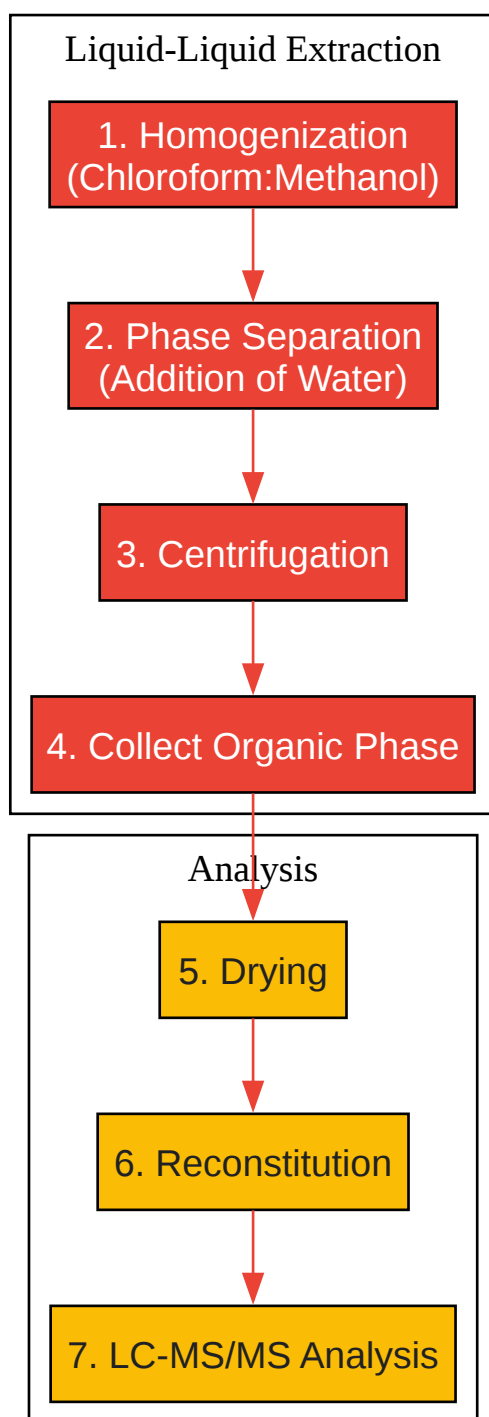 Liquid-Liquid Extraction
1. Homogenization
(Chloroform:Methanol)
2. Phase Separation
(Addition of Water)
3. Centrifugation
4. Collect Organic Phase
Analysis
5. Drying
6. Reconstitution
7. LC-MS/MS Analysis